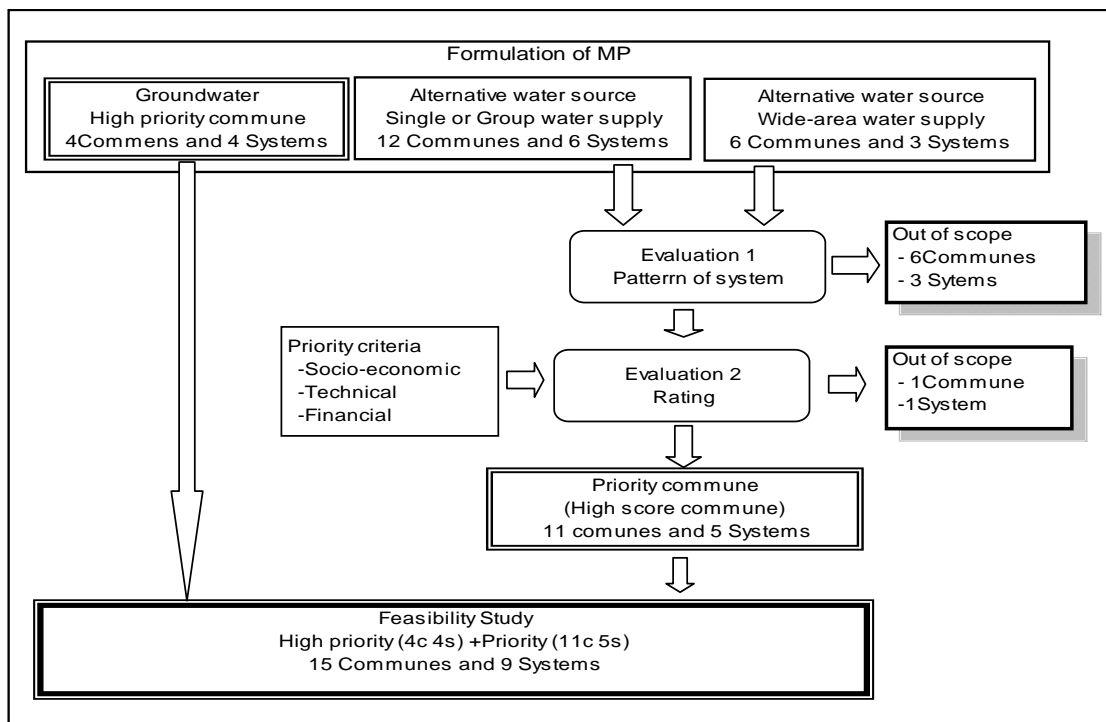 Formulation of MP
Groundwater
High priority commune
4Commens and 4 Systems
Alternative water source
Single or Group water supply
12 Communes and 6 Systems
Alternative water source
Wide-area water supply
6 Communes and 3 Systems
Evaluation 1
Patterrn of system
Out of scope
- 6Communes
- 3 Sytems
Priority criteria
-Socio-economic
-Technical
-Financial
Evaluation 2
Rating
Out of scope
- 1Commune
-1System
Priority commune
(High score commune)
11 comunes and 5 Systems
Feasibility Study
High priority (4c 4s) +Priority (11c 5s)
15 Communes and 9 Systems